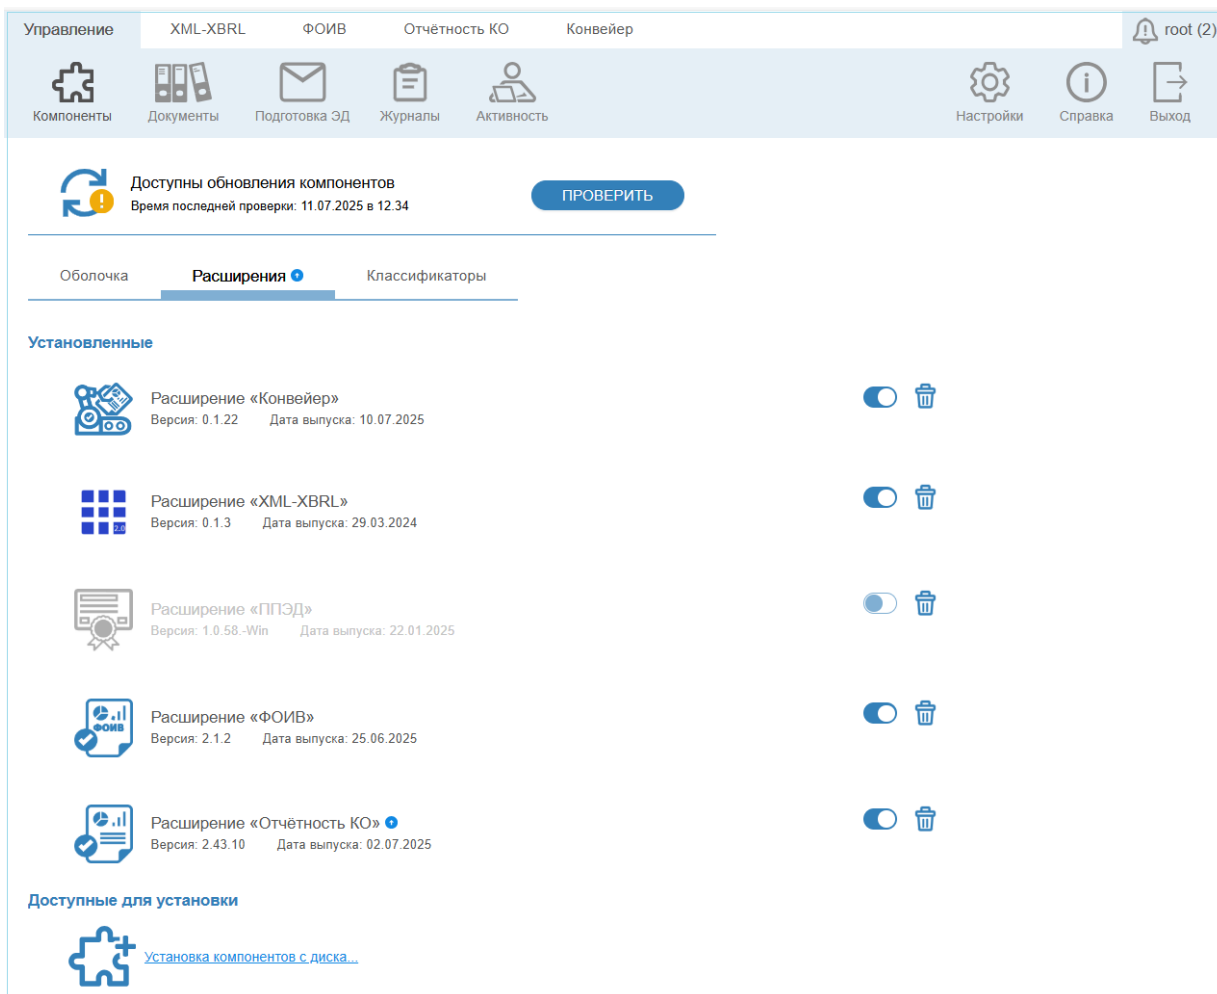 Управление XML-XBRL ФОИВ Отчётность КО Конвейер root (2)
Компоненты Документы Подготовка ЭД Журналы Активность Настройки Справка Выход
Доступны обновления компонентов
Время последней проверки: 11.07.2025 в 12.34
ПРОВЕРИТЬ
Оболочка Расширения Классификаторы
Установленные
Расширение «Конвейер»
Версия: 0.1.22 Дата выпуска: 10.07.2025
Расширение «XML-XBRL»
2.0
Версия: 0.1.3 Дата выпуска: 29.03.2024
Расширение «ППЭД»
Версия: 1.0.58.-Win Дата выпуска: 22.01.2025
ФОИВ
Расширение «ФОИВ»
Версия: 2.1.2 Дата выпуска: 25.06.2025
Расширение «Отчётность КО»
Версия: 2.43.10 Дата выпуска: 02.07.2025
Доступные для установки
Установка компонентов с диска...